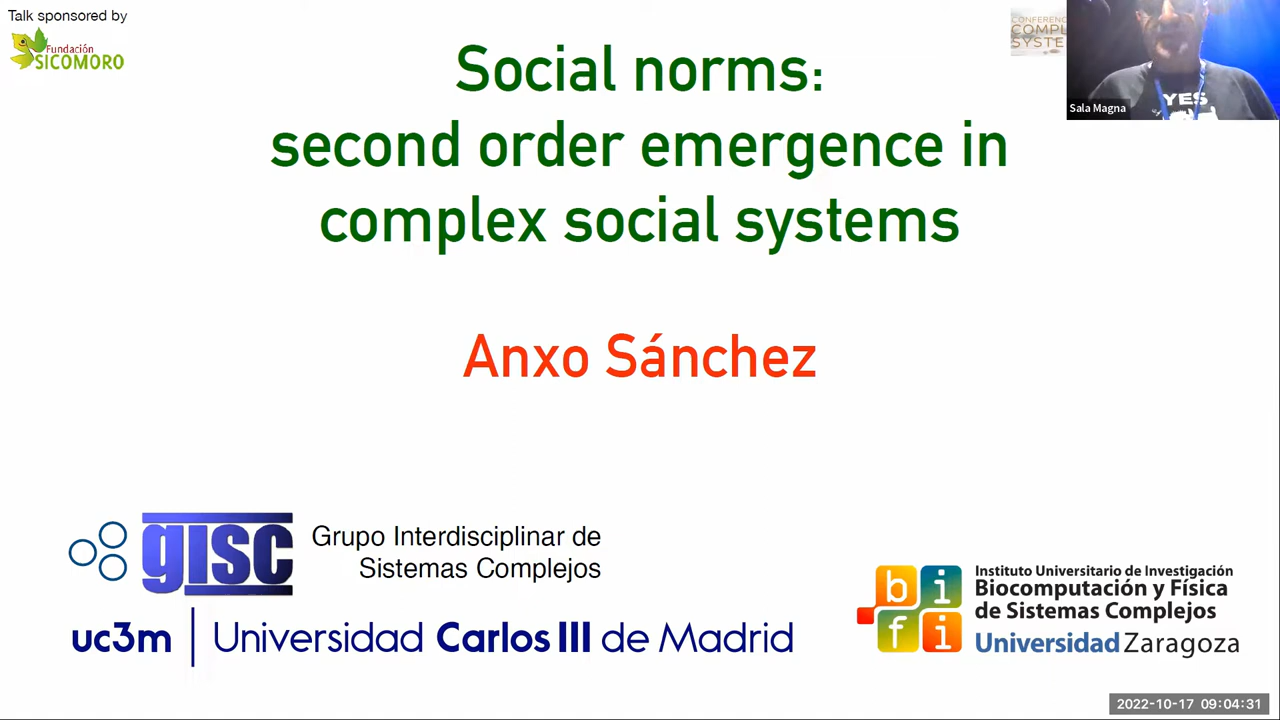 Talk sponsored by
Fundación
SICOMORO
Social norms:
second order emergence in
complex social systems
Sala Magna
YES
Anxo Sánchez
gisc
Grupo Interdisciplinar de
Sistemas Complejos
uc3m
Universidad Carlos III de Madrid
bifi
Instituto Universitario de Investigación
Biocomputación y Física
de Sistemas Complejos
Universidad Zaragoza
2022-10-17 09:04:31